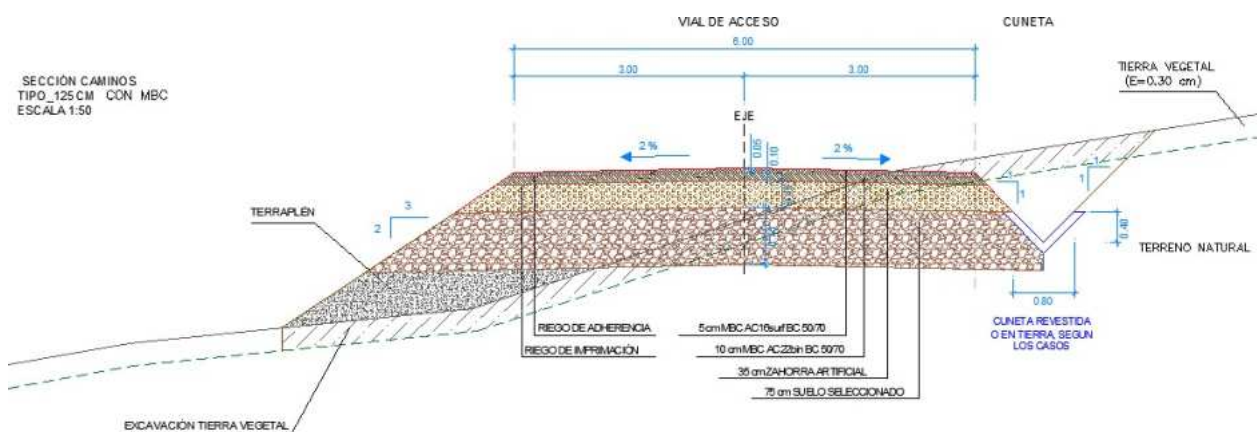 VIAL DE ACCESO
CUNETA
6.00
3.00
3.00
SECCIÓN CAMINOS
TIPO_125CM CON MBC
ESCALA 1:50
TIERRA VEGETAL
(E=0.30 cm)
EJE
2 %
0.05
0.10
2 %
1
1
1
1
3
2
TERRAPLÉN
0.40
TERRENO NATURAL
0.80
RIEGO DE ADHERENCIA
5 cm MBC AC16surf BC 50/70
CUNETA REVESTIDA
O EN TIERRA, SEGUN
LOS CASOS
RIEGO DE IMPRIMACIÓN
10 cm MBC AC22bin BC 50/70
35 cm ZAHORRA ARTIFICIAL
75 cm SUELO SELECCIONADO
EXCAVACIÓN TIERRA VEGETAL